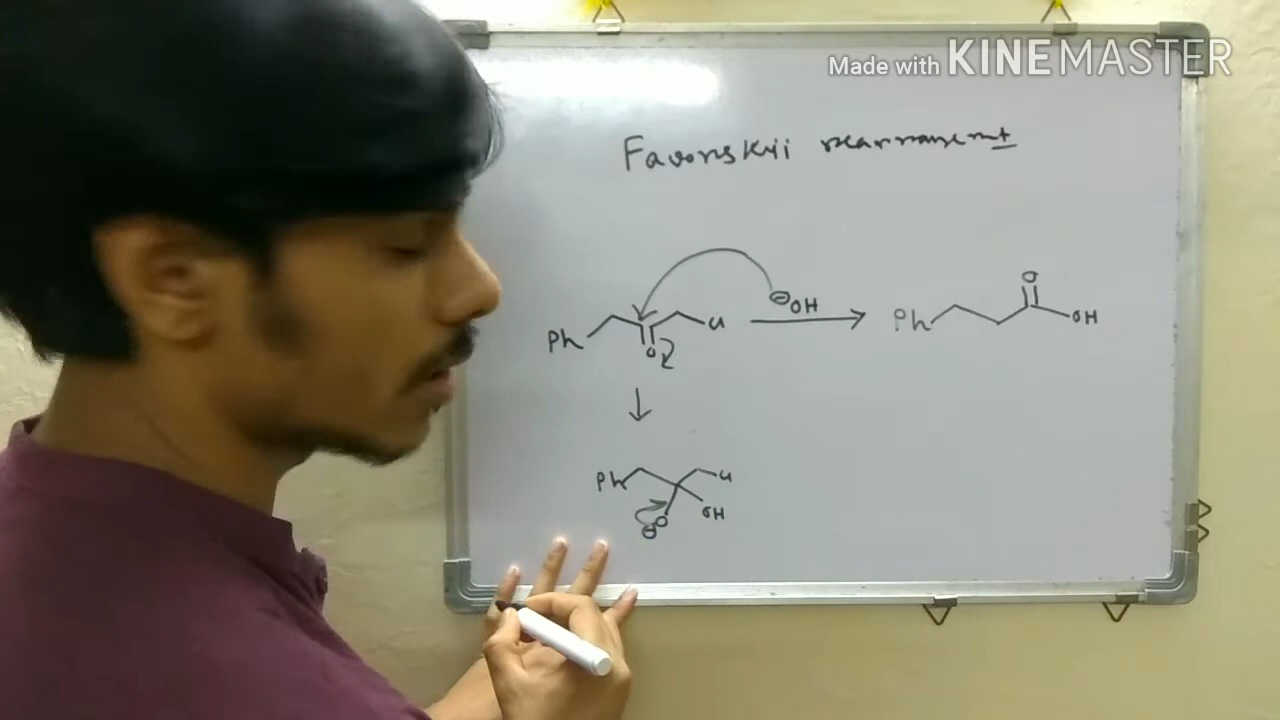 Made with KINEMASTER
Favorskii rearrangement
⊖OH
Ph O Cl
Ph O OH
Ph Cl
⊖O OH